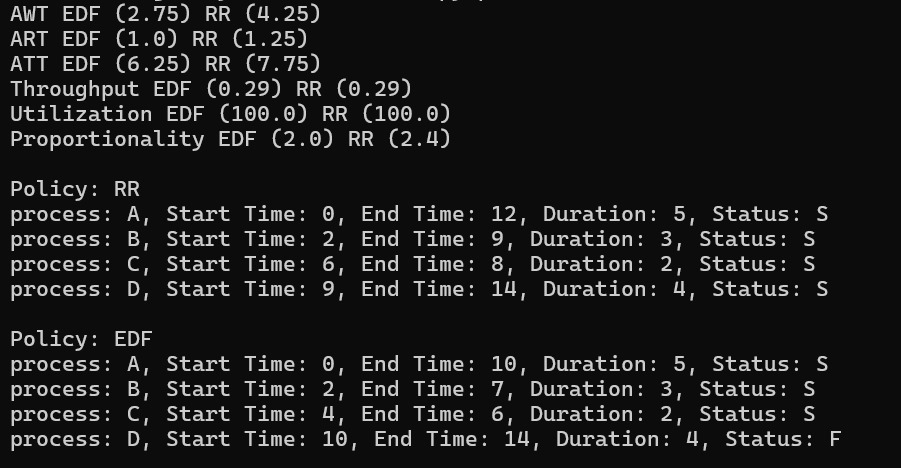 AWT EDF (2.75) RR (4.25)
ART EDF (1.0) RR (1.25)
ATT EDF (6.25) RR (7.75)
Throughput EDF (0.29) RR (0.29)
Utilization EDF (100.0) RR (100.0)
Proportionality EDF (2.0) RR (2.4)
Policy: RR
process: A, Start Time: 0, End Time: 12, Duration: 5, Status: S
process: B, Start Time: 2, End Time: 9, Duration: 3, Status: S
process: C, Start Time: 6, End Time: 8, Duration: 2, Status: S
process: D, Start Time: 9, End Time: 14, Duration: 4, Status: S
Policy: EDF
process: A, Start Time: 0, End Time: 10, Duration: 5, Status: S
process: B, Start Time: 2, End Time: 7, Duration: 3, Status: S
process: C, Start Time: 4, End Time: 6, Duration: 2, Status: S
process: D, Start Time: 10, End Time: 14, Duration: 4, Status: F